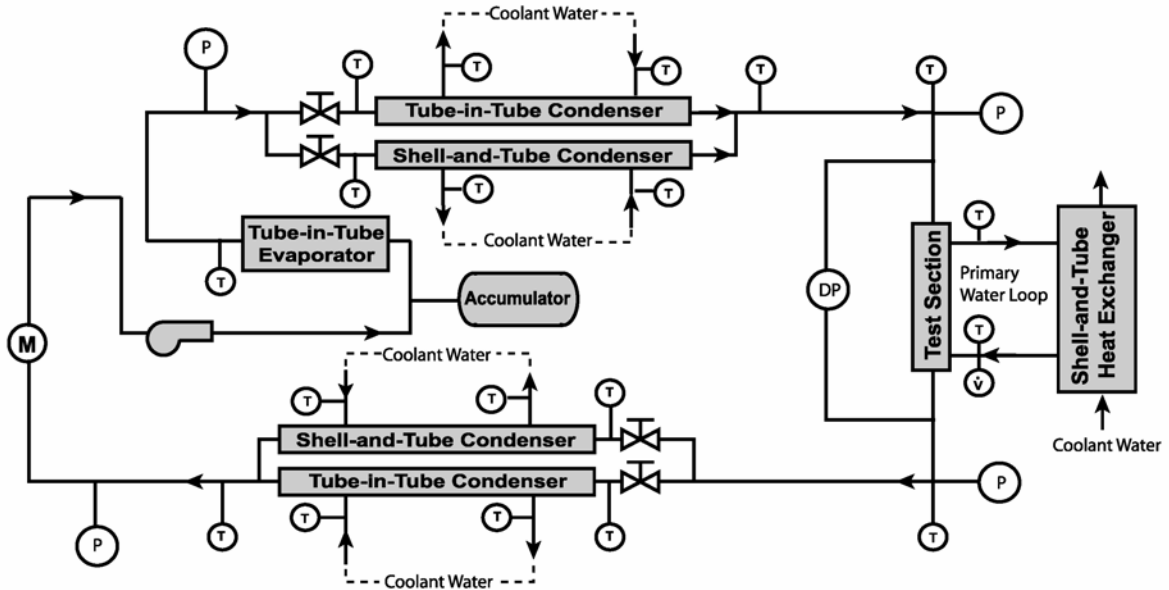 Coolant Water
P
T
T
T
T
T
Tube-in-Tube Condenser
P
Shell-and-Tube Condenser
T
T
T
Coolant Water
Tube-in-Tube
Evaporator
T
Accumulator
M
DP
Test Section
T
Primary
Water Loop
T
V̇
Shell-and-Tube
Heat Exchanger
Coolant Water
Coolant Water
T
T
T
Shell-and-Tube Condenser
Tube-in-Tube Condenser
P
T
T
T
T
P
T
Coolant Water